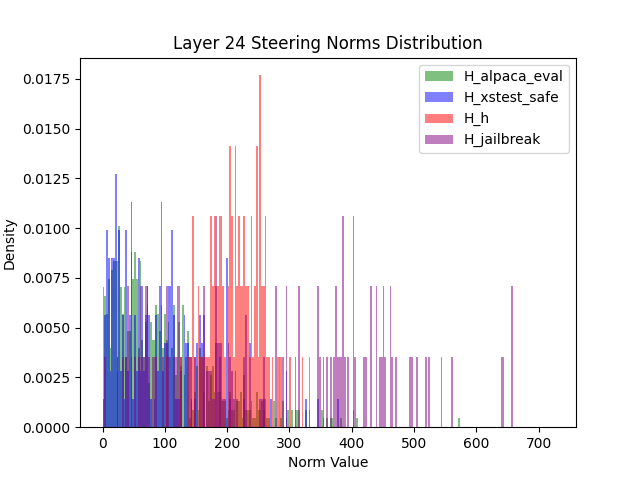 Layer 24 Steering Norms Distribution
H_alpaca_eval
H_xstest_safe
H_h
H_jailbreak
Density
0.0175
0.0150
0.0125
0.0100
0.0075
0.0050
0.0025
0.0000
0 100 200 300 400 500 600 700
Norm Value